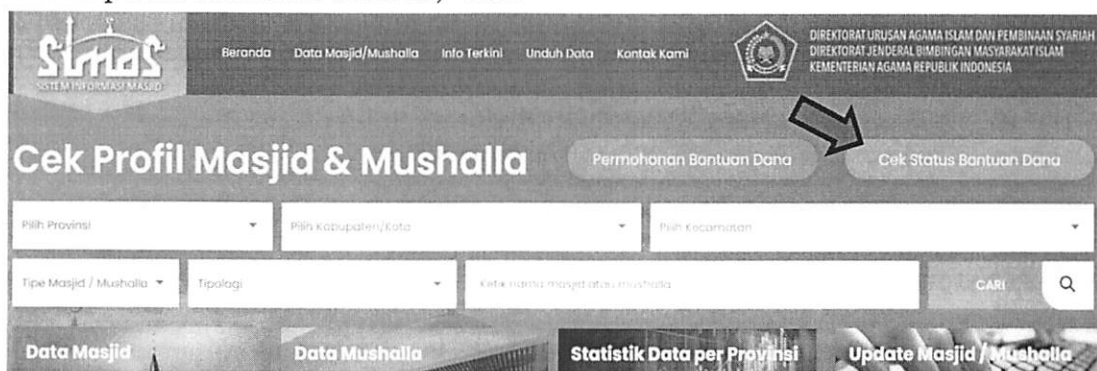 Simas
SISTEM INFORMASI MASJID
Beranda Data Masjid/Mushalla Info Terkini Unduh Data Kontak Kami
DIREKTORAT URUSAN AGAMA ISLAM DAN PEMBINAAN SYARIAH
DIREKTORAT JENDERAL BIMBINGAN MASYARAKAT ISLAM
KEMENTERIAN AGAMA REPUBLIK INDONESIA
Cek Profil Masjid & Mushalla
Permohonan Bantuan Dana
Cek Status Bantuan Dana
Pilih Provinsi
Pilih Kabupaten/Kota
Pilih Kecamatan
Tipe Masjid / Mushalla
Tipologi
Ketik nama masjid atau mushalla
CARI
Data Masjid
Data Mushalla
Statistik Data per Provinsi
Update Masjid / Mushalla